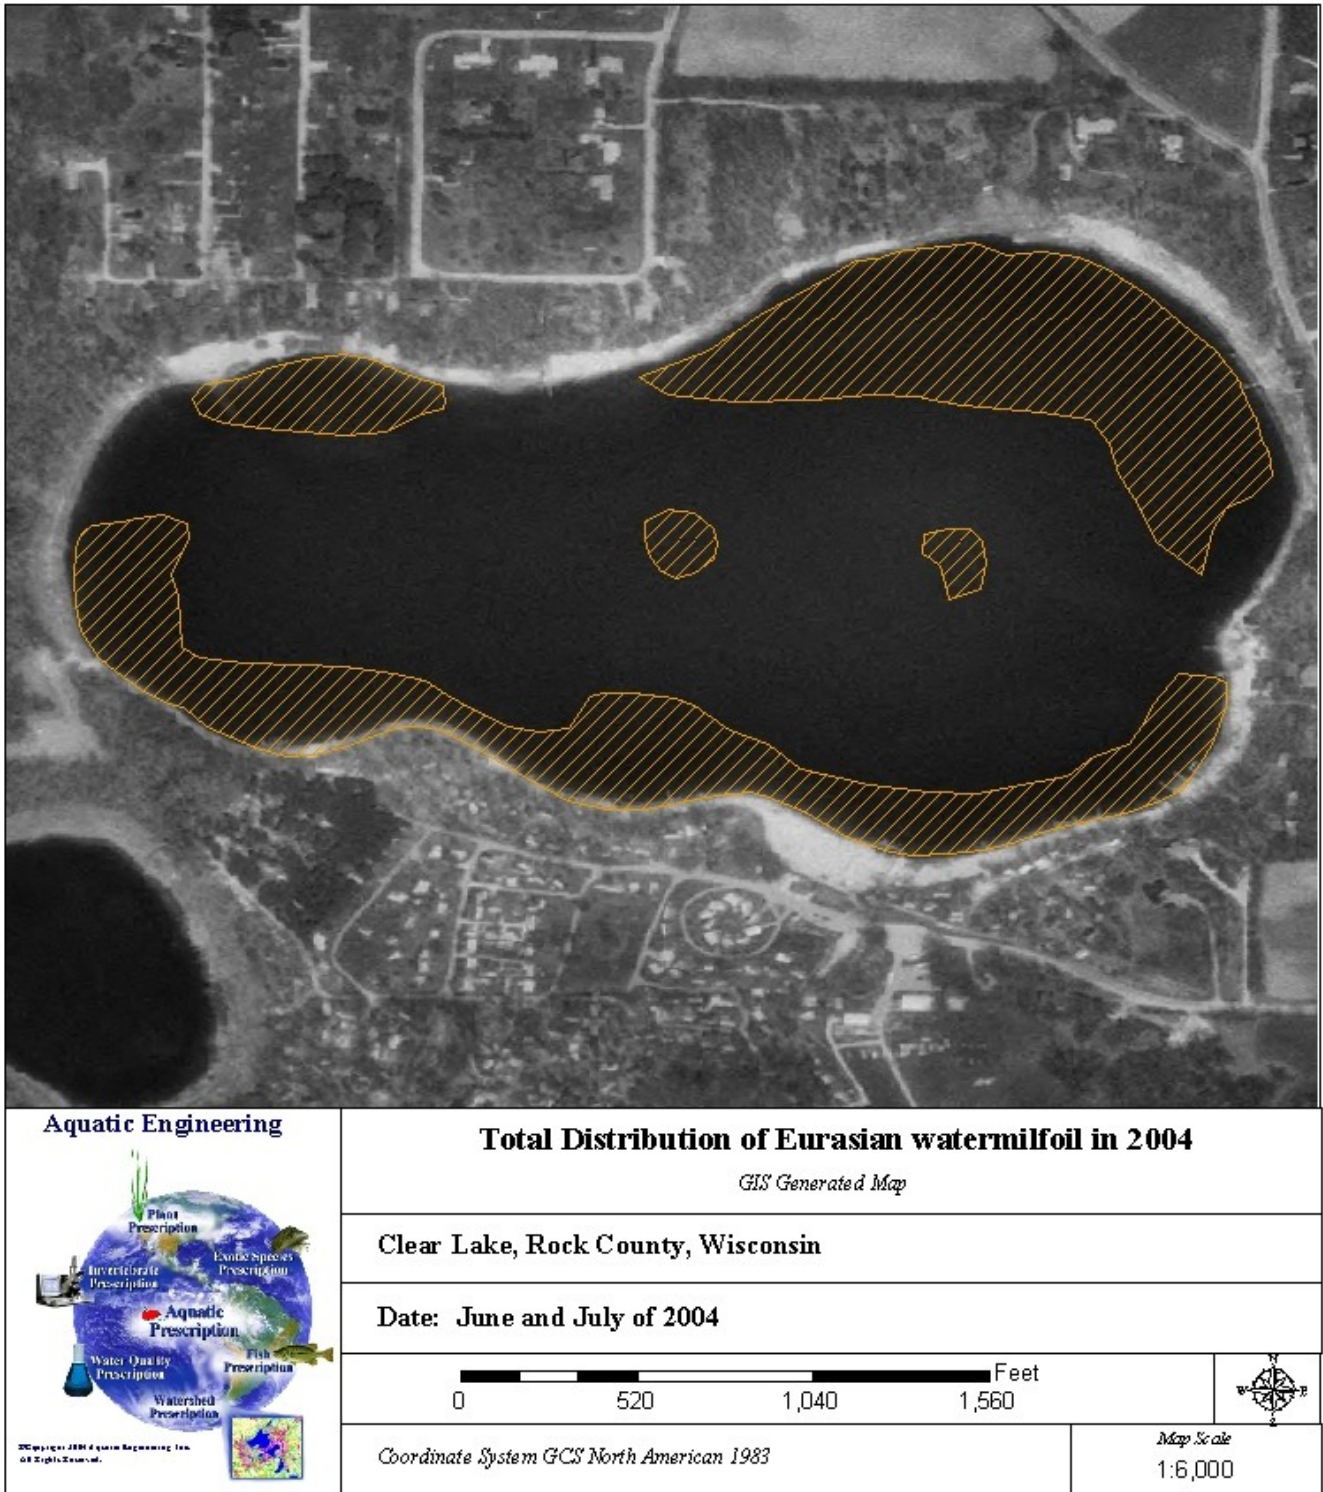 Aquatic Engineering
Plant
Prescription
Exotic Species
Prescription
Invertebrate
Prescription
Aquatic
Prescription
Water Quality
Prescription
Fish
Prescription
Watershed
Prescription
All Rights Reserved.
Total Distribution of Eurasian watermilfoil in 2004
GIS Generated Map
Clear Lake, Rock County, Wisconsin
Date: June and July of 2004
Feet
0 520 1,040 1,560
N
W E
S
Coordinate System GCS North American 1983
Map Scale
1:6,000